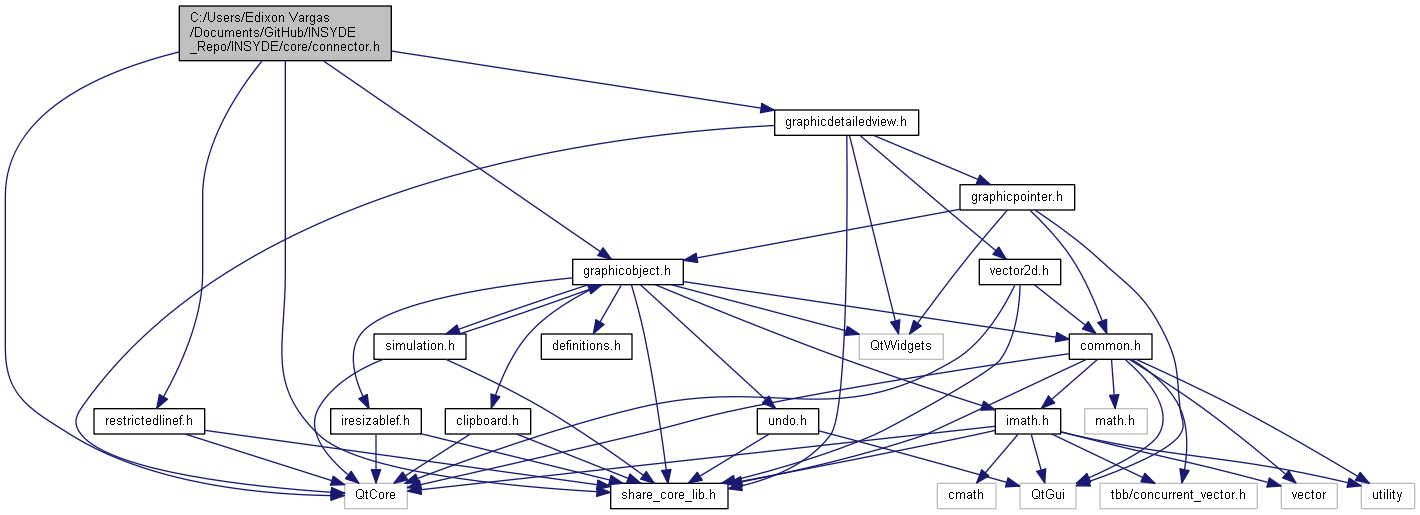 C:/Users/Edixon Vargas
/Documents/GitHub/INSYDE
_Repo/INSYDE/core/connector.h
graphicdetailedview.h
graphicpointer.h
graphicobject.h
vector2d.h
simulation.h
definitions.h
QtWidgets
common.h
restrictedlinef.h
iresizablef.h
clipboard.h
undo.h
imath.h
math.h
QtCore
share_core_lib.h
cmath
QtGui
tbb/concurrent_vector.h
vector
utility